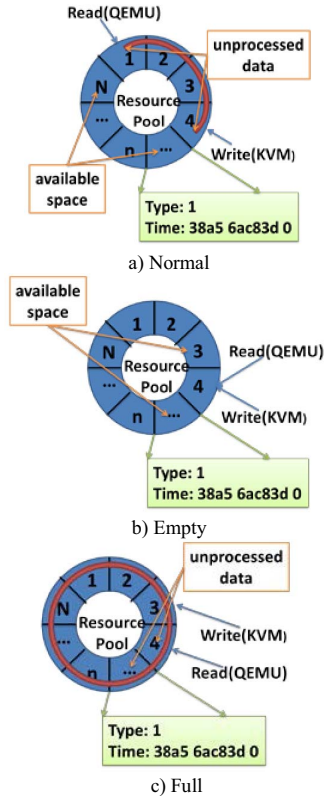 Read(QEMU)
unprocessed
data
1 2
N 3
Resource
Pool
... 4
n ...
Write(KVM)
available
space
Type: 1
Time: 38a5 6ac83d 0
a) Normal
available
space
1 2
N 3
Read(QEMU)
Resource
Pool
... 4
n ...
Write(KVM)
Type: 1
Time: 38a5 6ac83d 0
b) Empty
unprocessed
data
1 2
N 3
Resource
Pool
Write(KVM)
... 4
n ...
Read(QEMU)
Type: 1
Time: 38a5 6ac83d 0
c) Full